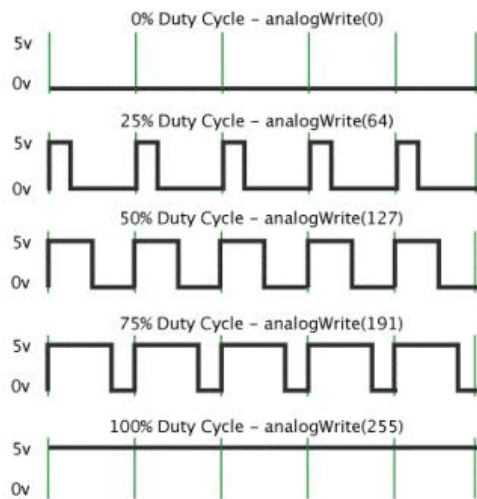 0% Duty Cycle – analogWrite(0)
5v
0v
25% Duty Cycle – analogWrite(64)
5v
0v
50% Duty Cycle – analogWrite(127)
5v
0v
75% Duty Cycle – analogWrite(191)
5v
0v
100% Duty Cycle – analogWrite(255)
5v
0v